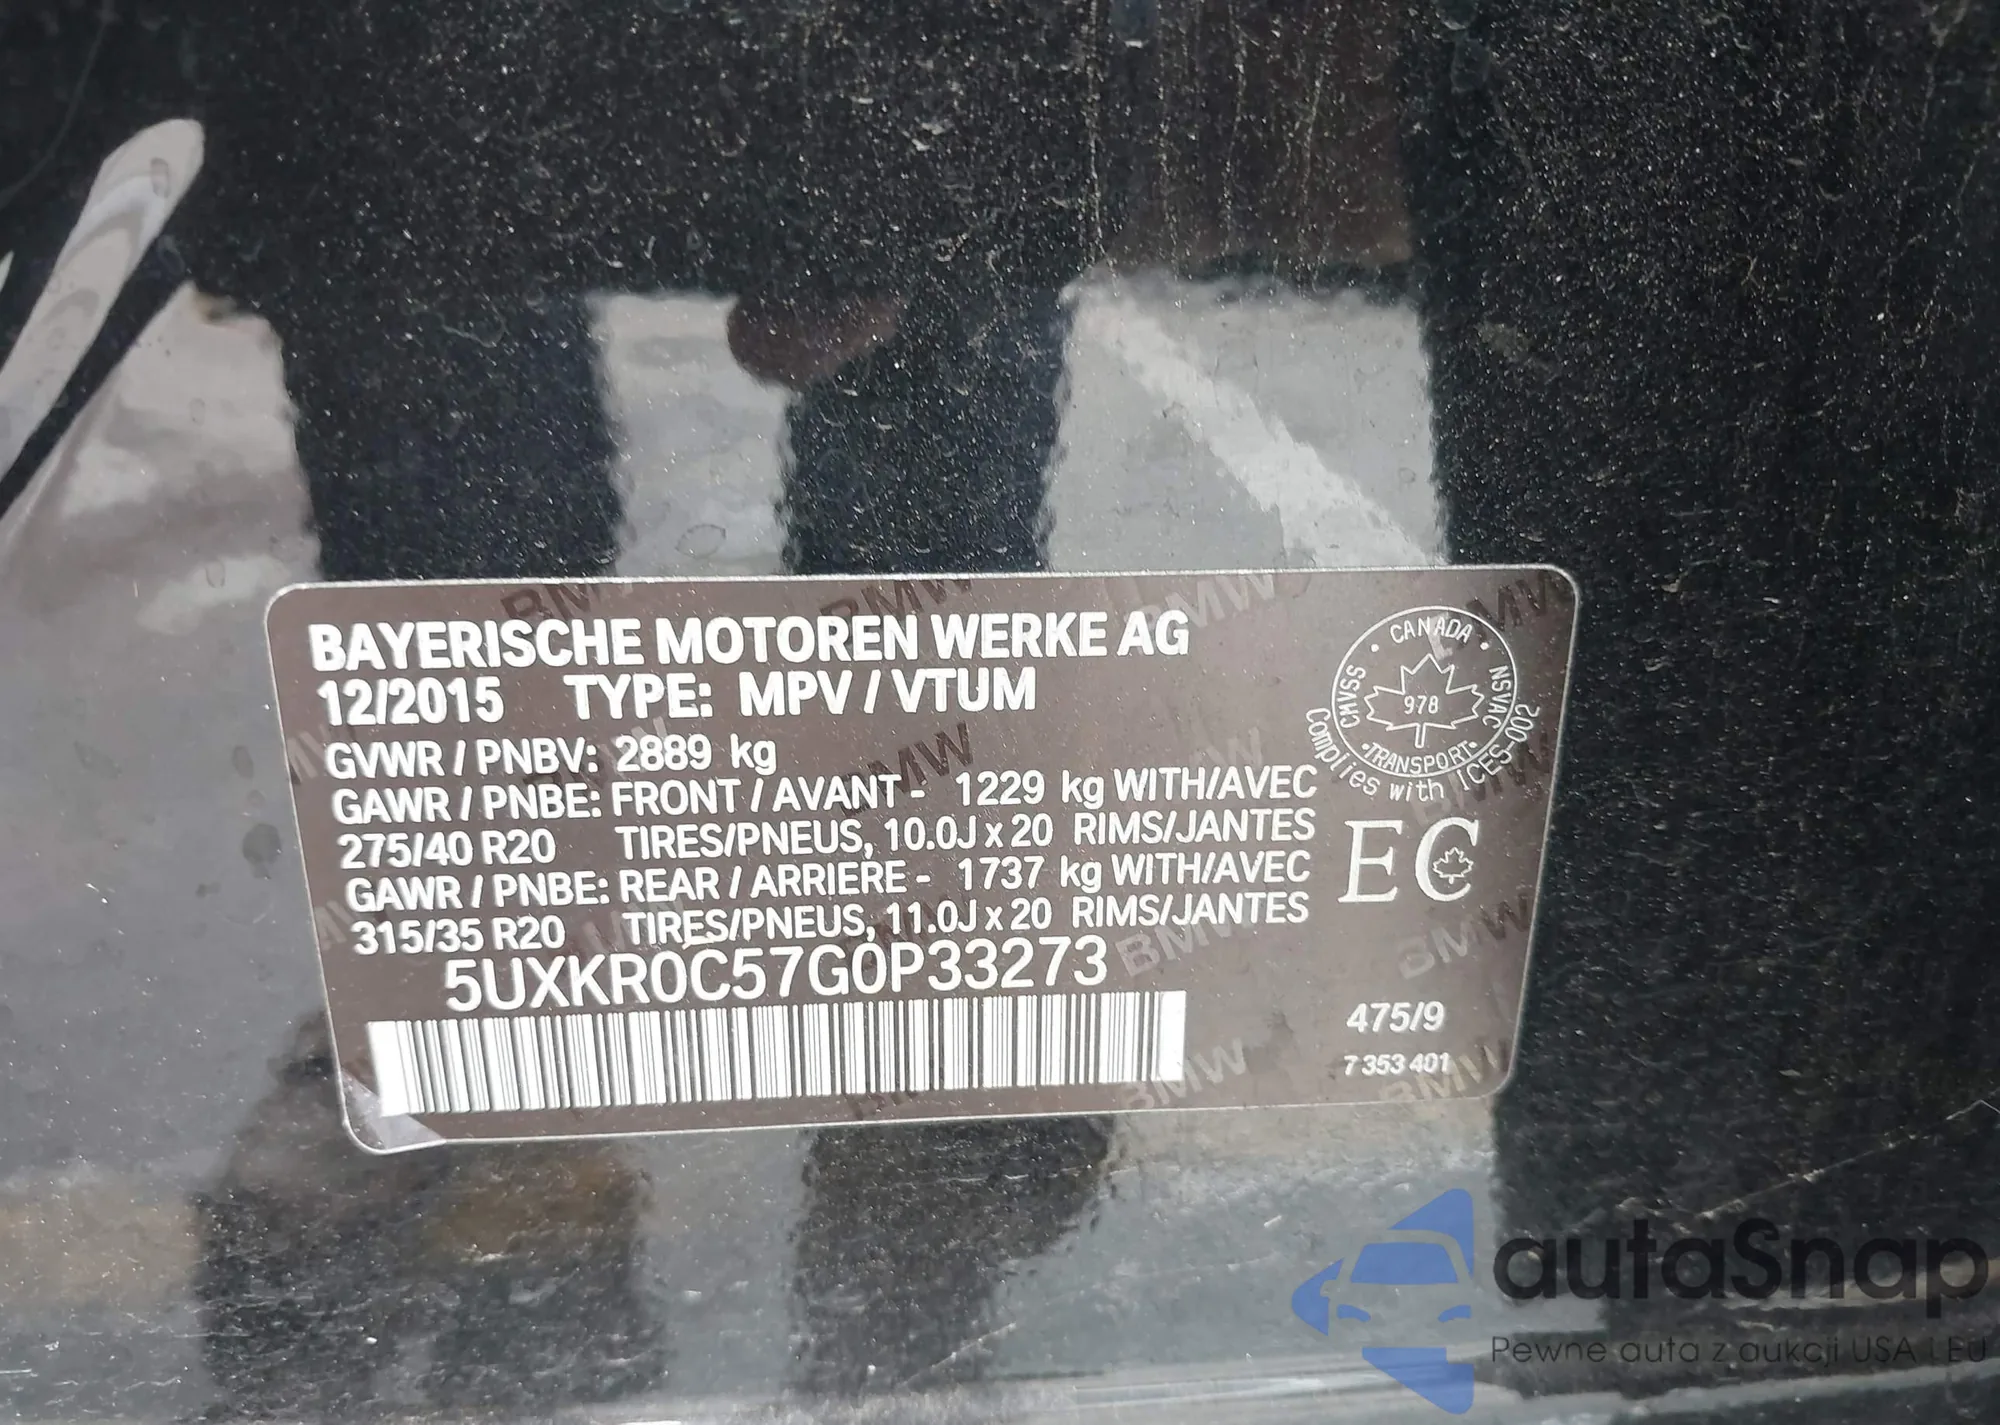 BAYERISCHE MOTOREN WERKE AG
12/2015 TYPE: MPV / VTUM
GVWR / PNBV: 2889 kg
GAWR / PNBE: FRONT / AVANT - 1229 kg WITH/AVEC
275/40 R20 TIRES/PNEUS, 10.0J x 20 RIMS/JANTES
GAWR / PNBE: REAR / ARRIERE - 1737 kg WITH/AVEC
315/35 R20 TIRES/PNEUS, 11.0J x 20 RIMS/JANTES
5UXKR0C57G0P33273
CANADA
CMVSS NSVAC
978
TRANSPORT
Complies with ICES-002
EC
475/9
7 353 401
autaSnap
Pewne auta z aukcji USA i EU